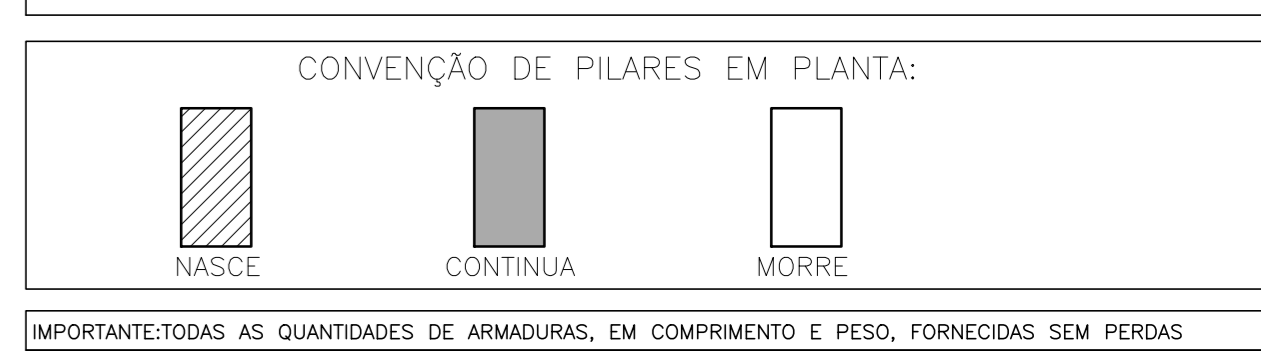 CONVENÇÃO DE PILARES EM PLANTA:
NASCE CONTINUA MORRE
IMPORTANTE:TODAS AS QUANTIDADES DE ARMADURAS, EM COMPRIMENTO E PESO, FORNECIDAS SEM PERDAS